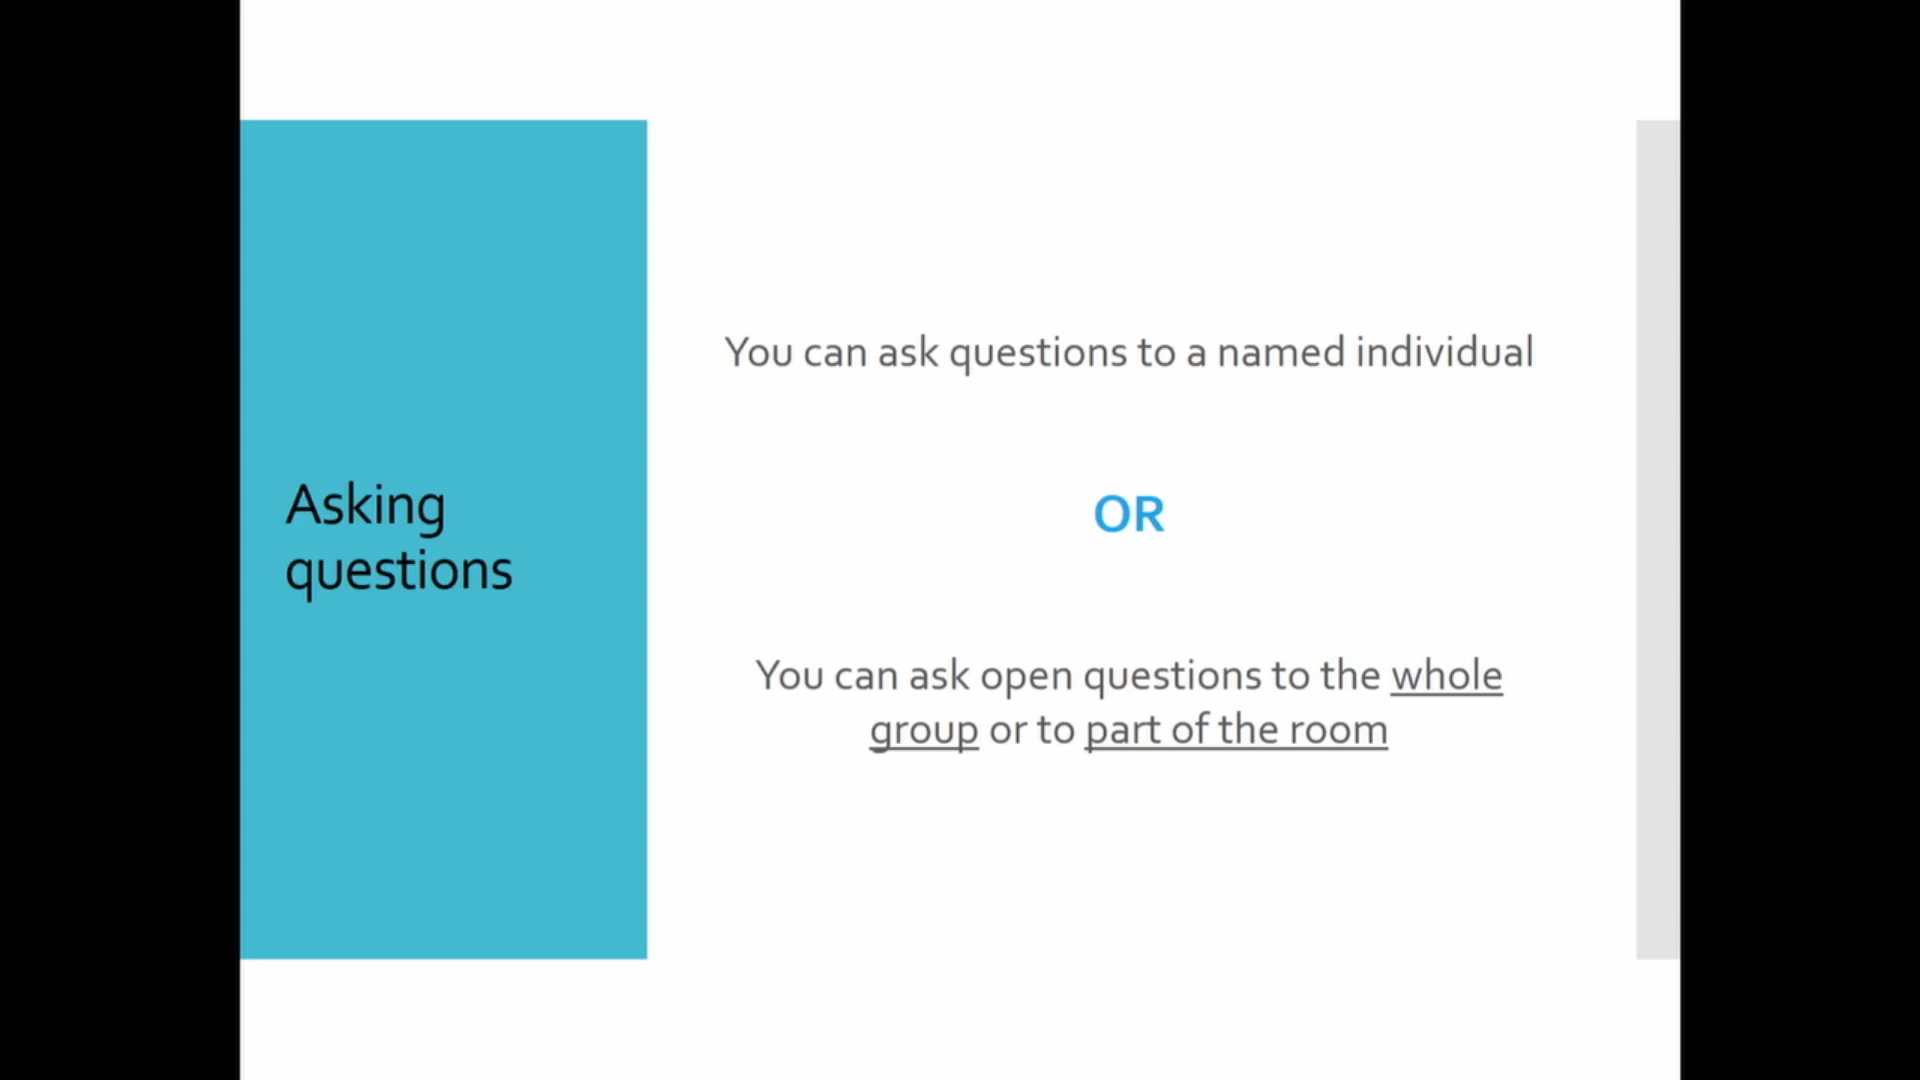 Asking
questions
You can ask questions to a named individual
OR
You can ask open questions to the whole
group or to part of the room